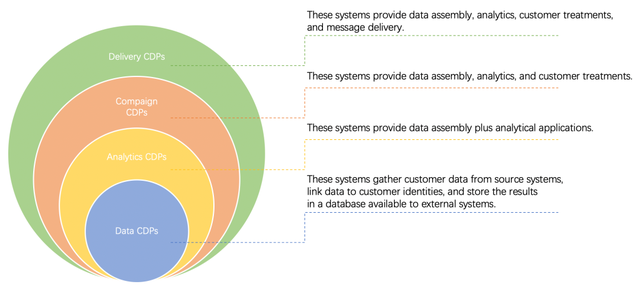 These systems provide data assembly, analytics, customer treatments,
and message delivery.
Delivery CDPs
These systems provide data assembly, analytics, and customer treatments.
Compaign
CDPs
These systems provide data assembly plus analytical applications.
Analytics CDPs
These systems gather customer data from source systems,
link data to customer identities, and store the results
in a database available to external systems.
Data CDPs